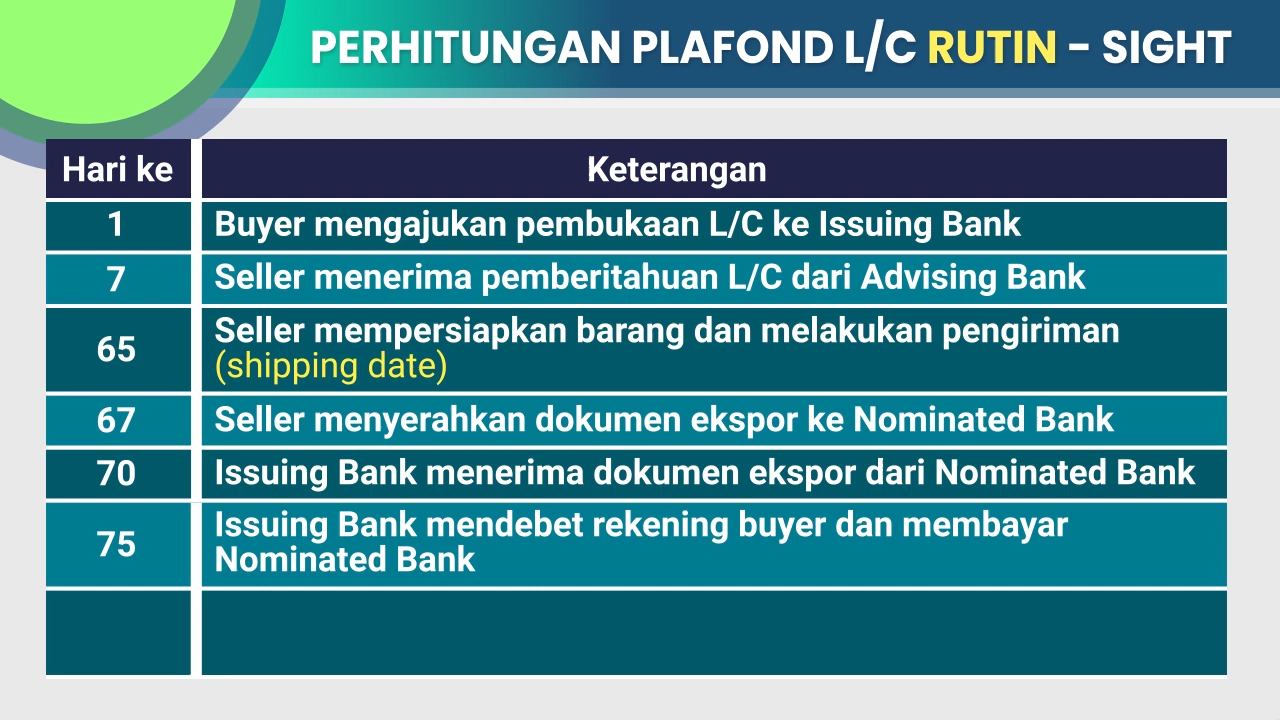 PERHITUNGAN PLAFOND L/C RUTIN - SIGHT
Hari ke Keterangan
1 Buyer mengajukan pembukaan L/C ke Issuing Bank
7 Seller menerima pemberitahuan L/C dari Advising Bank
65 Seller mempersiapkan barang dan melakukan pengiriman
(shipping date)
67 Seller menyerahkan dokumen ekspor ke Nominated Bank
70 Issuing Bank menerima dokumen ekspor dari Nominated Bank
75 Issuing Bank mendebet rekening buyer dan membayar
Nominated Bank